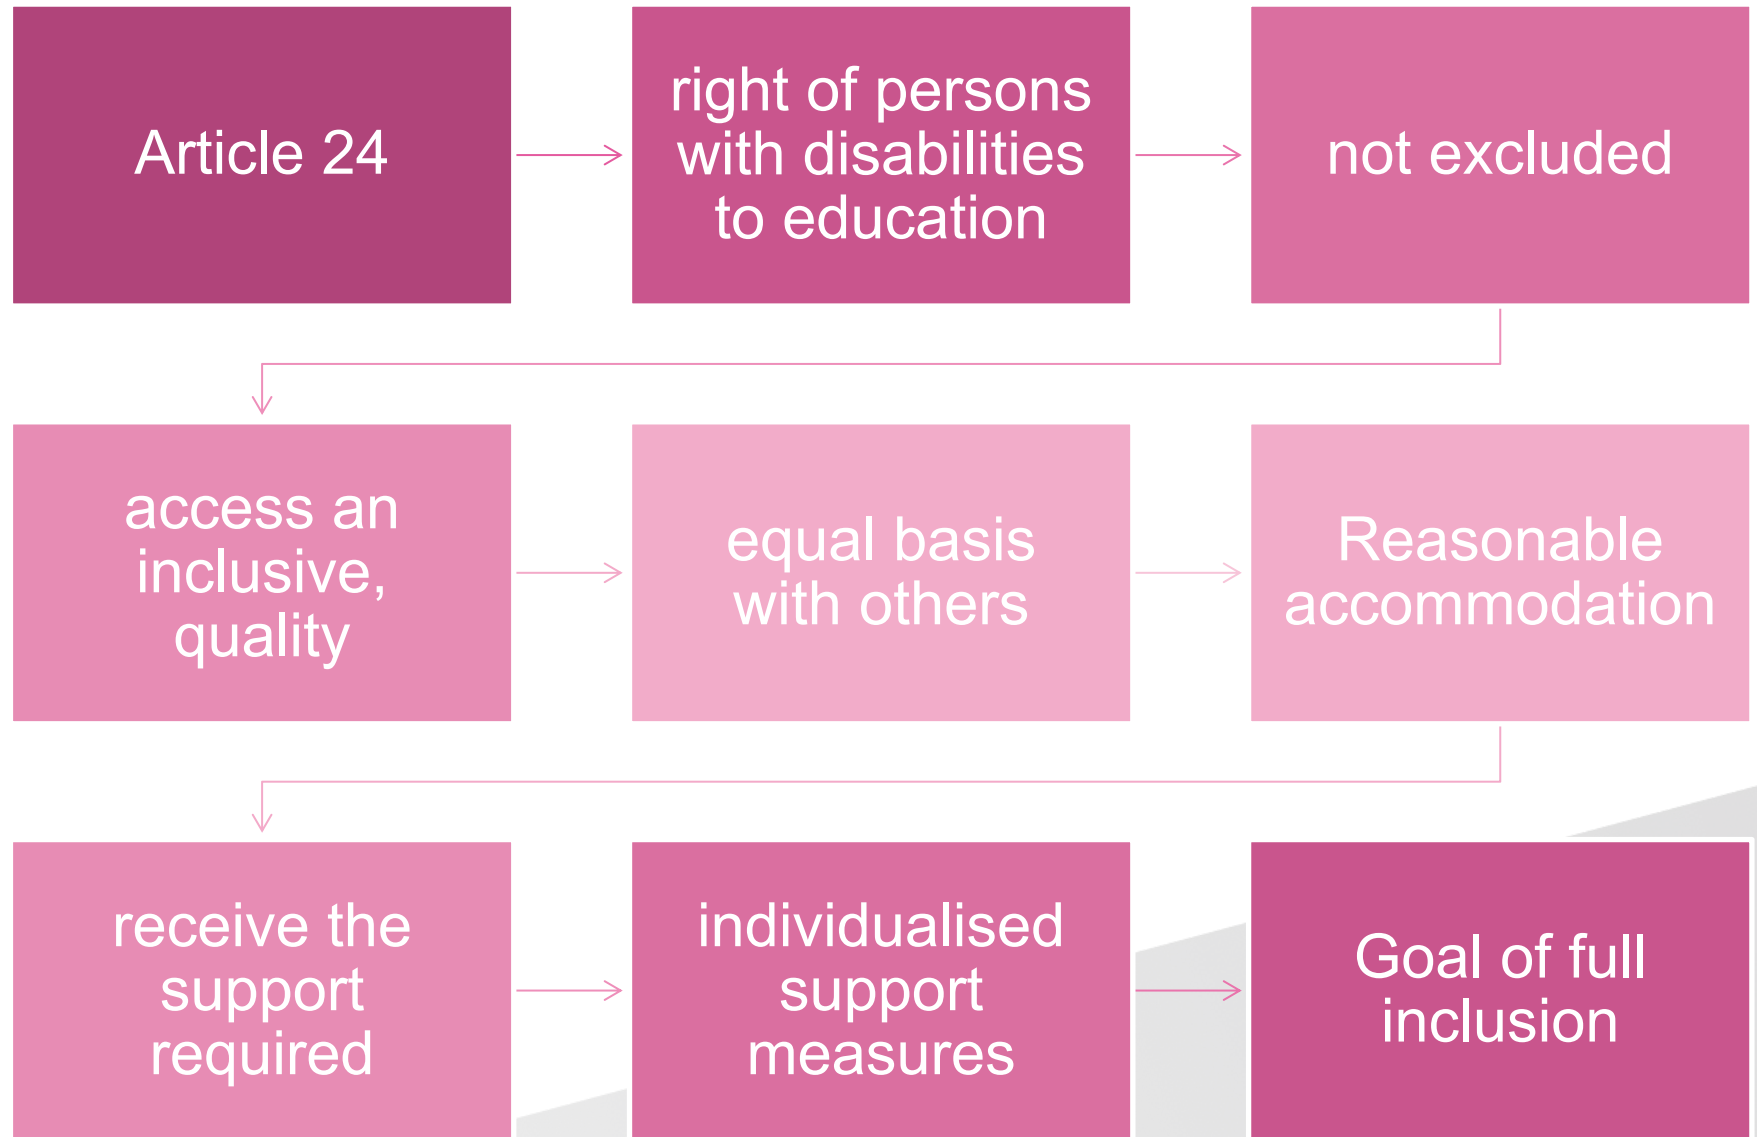 Article 24
right of persons
with disabilities
to education
not excluded
access an
inclusive,
quality
equal basis
with others
Reasonable
accommodation
receive the
support
required
individualised
support
measures
Goal of full
inclusion